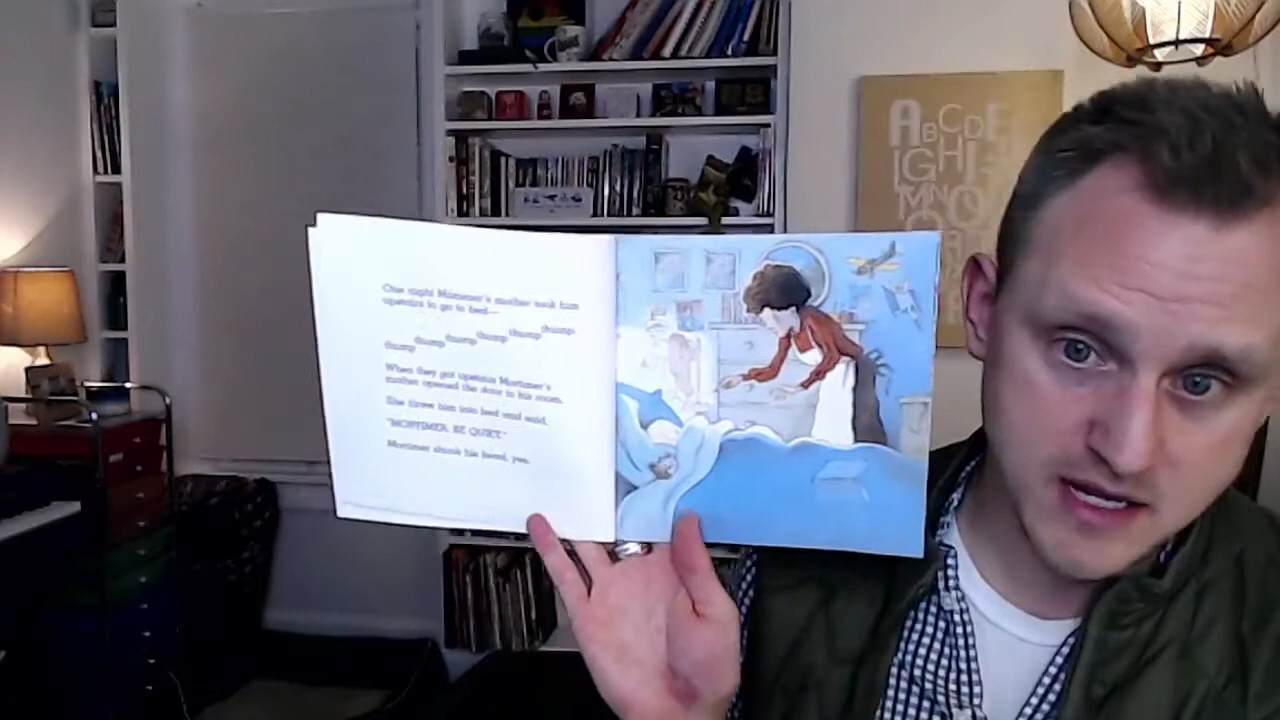 One night Mortimer's mother took him
upstairs to go to bed—
thump thump thump thump thump thump
When they got upstairs Mortimer's
mother opened the door to his room.
She threw him into bed and said,
"MORTIMER, BE QUIET."
Mortimer shook his head, yes.
ABCDE
GHI
MNO